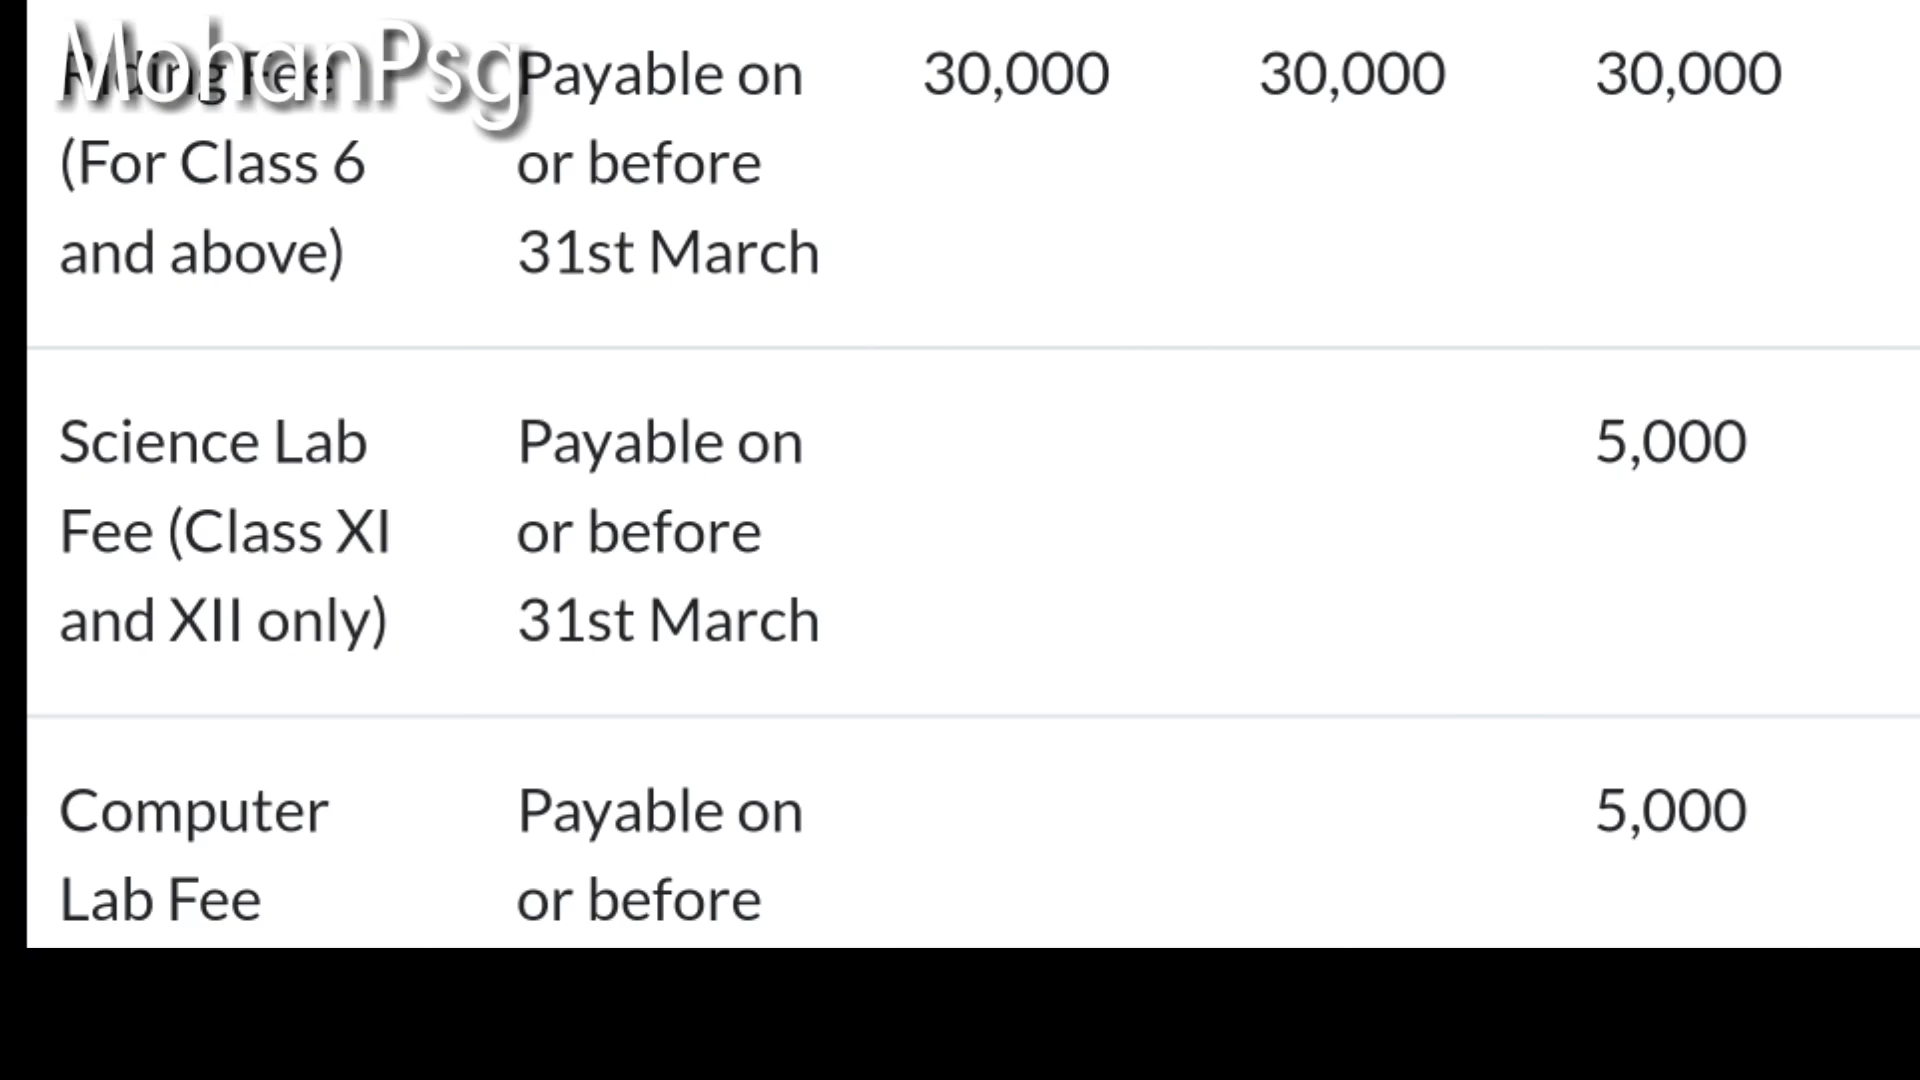 MohanPsg
Riding Fee Payable on 30,000 30,000 30,000
(For Class 6 or before
and above) 31st March
Science Lab Payable on 5,000
Fee (Class XI or before
and XII only) 31st March
Computer Payable on 5,000
Lab Fee or before